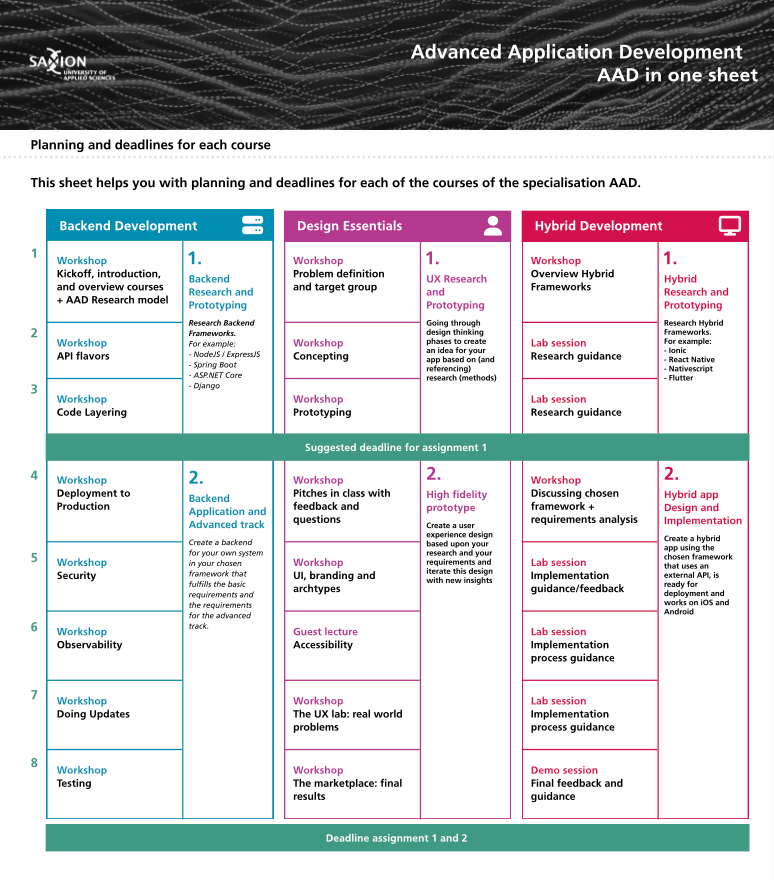 SAXION
UNIVERSITY OF
APPLIED SCIENCES
Advanced Application Development
AAD in one sheet
Planning and deadlines for each course
This sheet helps you with planning and deadlines for each of the courses of the specialisation AAD.
Backend Development
1
Workshop
Kickoff, introduction,
and overview courses
+ AAD Research model
2
Workshop
API flavors
3
Workshop
Code Layering
1.
Backend
Research and
Prototyping
Research Backend
Frameworks.
For example:
- NodeJS / ExpressJS
- Spring Boot
- ASP.NET Core
- Django
Design Essentials
Workshop
Problem definition
and target group
Workshop
Concepting
Workshop
Prototyping
1.
UX Research
and
Prototyping
Going through
design thinking
phases to create
an idea for your
app based on (and
referencing)
research (methods)
Hybrid Development
Workshop
Overview Hybrid
Frameworks
Lab session
Research guidance
Lab session
Research guidance
1.
Hybrid
Research and
Prototyping
Research Hybrid
Frameworks.
For example:
- Ionic
- React Native
- Nativescript
- Flutter
Suggested deadline for assignment 1
4
Workshop
Deployment to
Production
5
Workshop
Security
6
Workshop
Observability
7
Workshop
Doing Updates
8
Workshop
Testing
2.
Backend
Application and
Advanced track
Create a backend
for your own system
in your chosen
framework that
fulfills the basic
requirements and
the requirements
for the advanced
track.
Workshop
Pitches in class with
feedback and
questions
Workshop
UI, branding and
archtypes
Guest lecture
Accessibility
Workshop
The UX lab: real world
problems
Workshop
The marketplace: final
results
2.
High fidelity
prototype
Create a user
experience design
based upon your
research and your
requirements and
iterate this design
with new insights
Workshop
Discussing chosen
framework +
requirements analysis
Lab session
Implementation
guidance/feedback
Lab session
Implementation
process guidance
Lab session
Implementation
process guidance
Demo session
Final feedback and
guidance
2.
Hybrid app
Design and
Implementation
Create a hybrid
app using the
chosen framework
that uses an
external API, is
ready for
deployment and
works on iOS and
Android
Deadline assignment 1 and 2